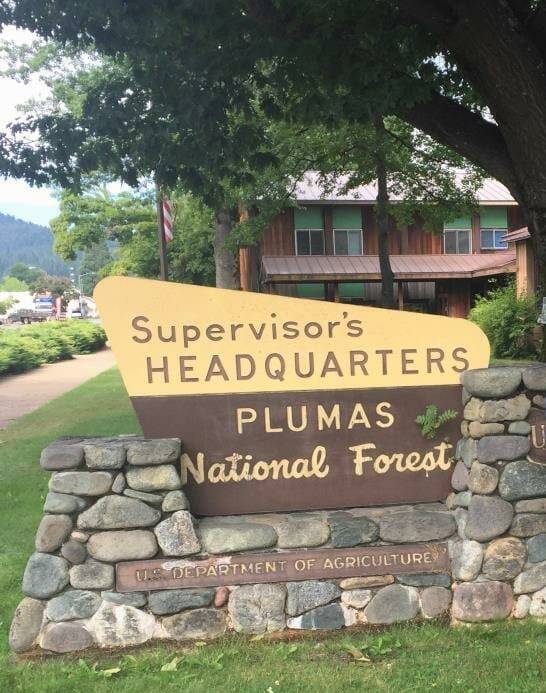 Supervisor's
HEADQUARTERS
PLUMAS
National Forest
U.S. DEPARTMENT OF AGRICULTURE